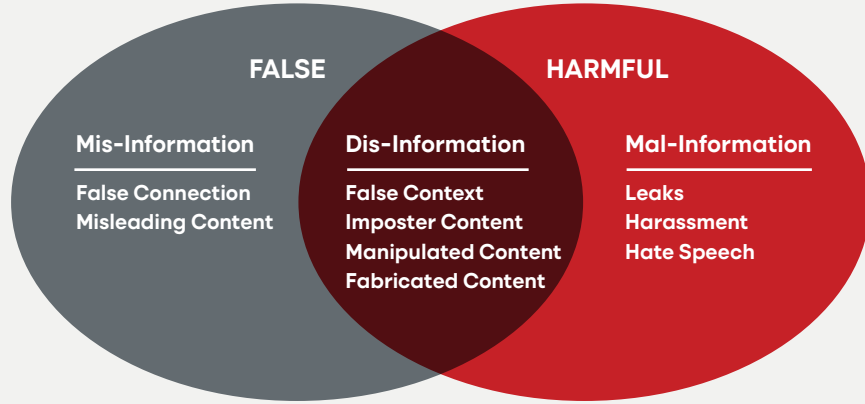 FALSE
HARMFUL
Mis-Information
False Connection
Misleading Content
Dis-Information
False Context
Imposter Content
Manipulated Content
Fabricated Content
Mal-Information
Leaks
Harassment
Hate Speech